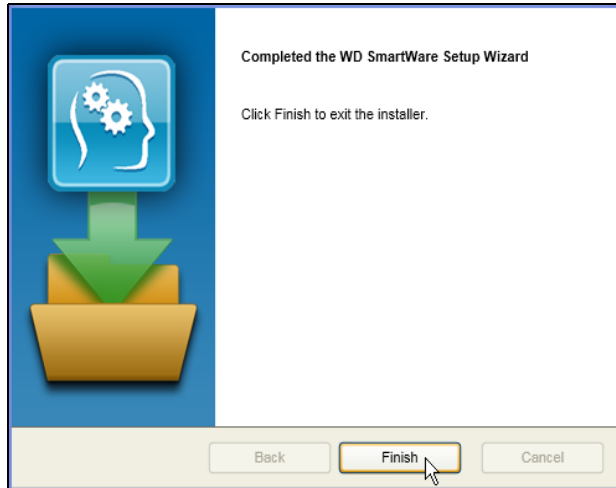 Completed the WD SmartWare Setup Wizard
Click Finish to exit the installer.
Back
Finish
Cancel